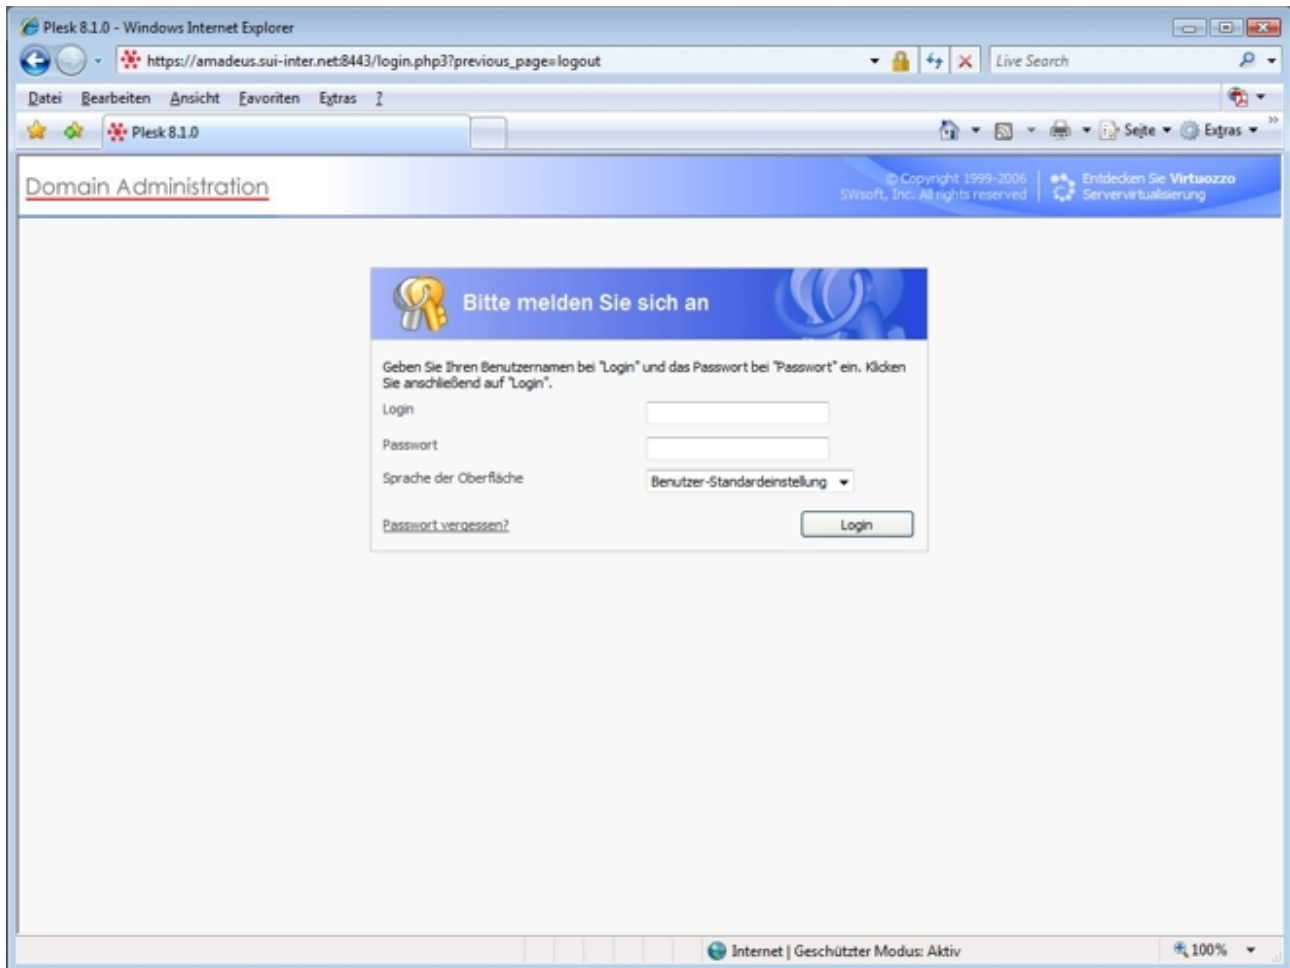 Plesk 8.1.0 - Windows Internet Explorer
https://amadeus.sui-inter.net:8443/login.php3?previous_page=logout
Live Search
Datei Bearbeiten Ansicht Favoriten Extras ?
Plesk 8.1.0
Seite Extras
Domain Administration
© Copyright 1999-2006
SWsoft, Inc. All rights reserved
Entdecken Sie Virtuozzo
Servervirtualisierung
Bitte melden Sie sich an
Geben Sie Ihren Benutzernamen bei "Login" und das Passwort bei "Passwort" ein. Klicken
Sie anschließend auf "Login".
Login
Passwort
Sprache der Oberfläche
Benutzer-Standardeinstellung
Passwort vergessen?
Login
Internet | Geschützter Modus: Aktiv
100%